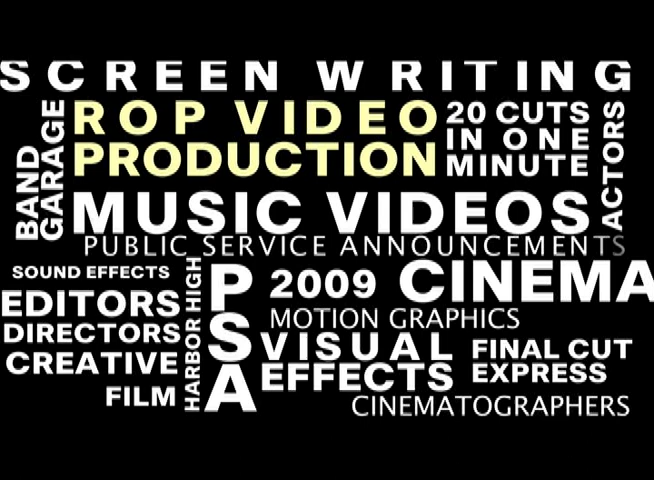 SCREEN WRITING
BAND
GARAGE
ROP VIDEO
PRODUCTION
20 CUTS
IN ONE
MINUTE
ACTORS
MUSIC VIDEOS
PUBLIC SERVICE ANNOUNCEMENTS
SOUND EFFECTS
EDITORS
DIRECTORS
CREATIVE
FILM
HARBOR HIGH
PSA
2009
CINEMA
MOTION GRAPHICS
VISUAL
EFFECTS
FINAL CUT
EXPRESS
CINEMATOGRAPHERS